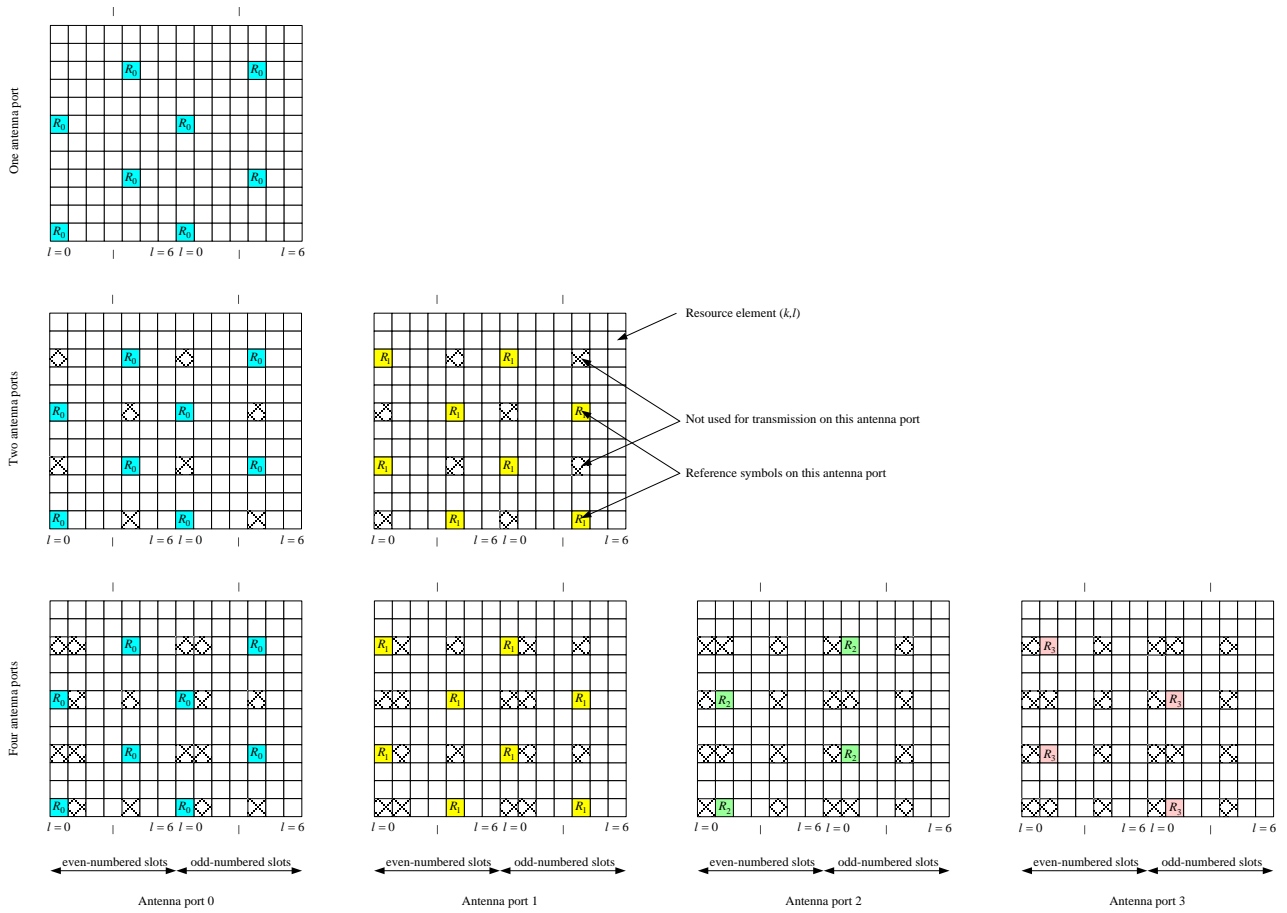 One antenna port
R0 R0
R0 R0
R0 R0
R0 R0
l = 0 l = 6 l = 0 l = 6
Two antenna ports
Resource element (k,l)
R0 R0 R1 R1
R0 R0 R1 R1
Not used for transmission on this antenna port
R0 R0 R1 R1
Reference symbols on this antenna port
R0 R0 R1 R1
l = 0 l = 6 l = 0 l = 6 l = 0 l = 6 l = 0 l = 6
Four antenna ports
R0 R0 R1 R1 R2 R3
R0 R0 R1 R1 R2 R3
R0 R0 R1 R1 R2 R3
R0 R0 R1 R1 R2 R3
l = 0 l = 6 l = 0 l = 6 l = 0 l = 6 l = 0 l = 6 l = 0 l = 6 l = 0 l = 6 l = 0 l = 6 l = 0 l = 6
even-numbered slots odd-numbered slots even-numbered slots odd-numbered slots even-numbered slots odd-numbered slots even-numbered slots odd-numbered slots
Antenna port 0 Antenna port 1 Antenna port 2 Antenna port 3